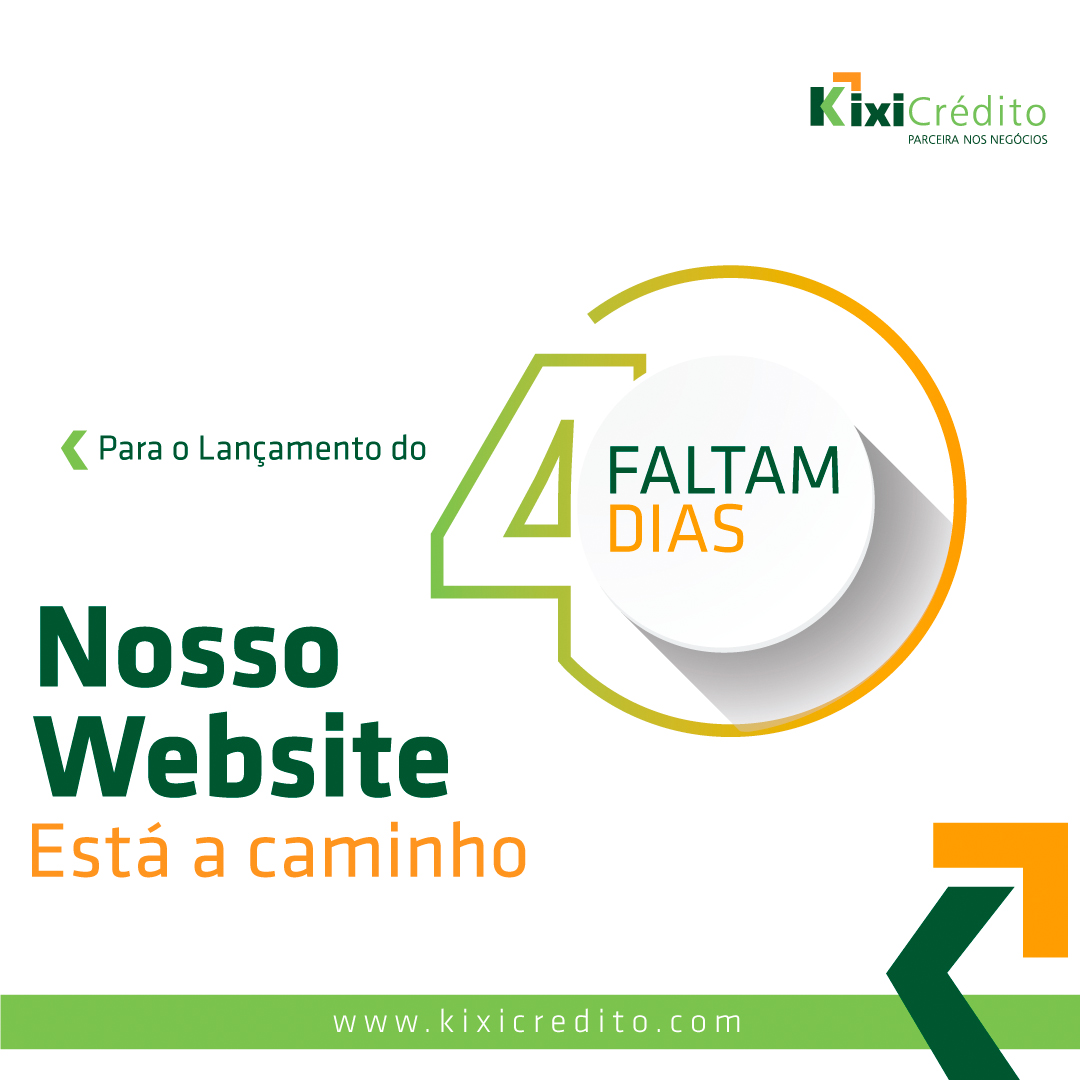 KixiCrédito
PARCEIRA NOS NEGÓCIOS
Para o Lançamento do
4
FALTAM
DIAS
Nosso
Website
Está a caminho
www.kixicredito.com